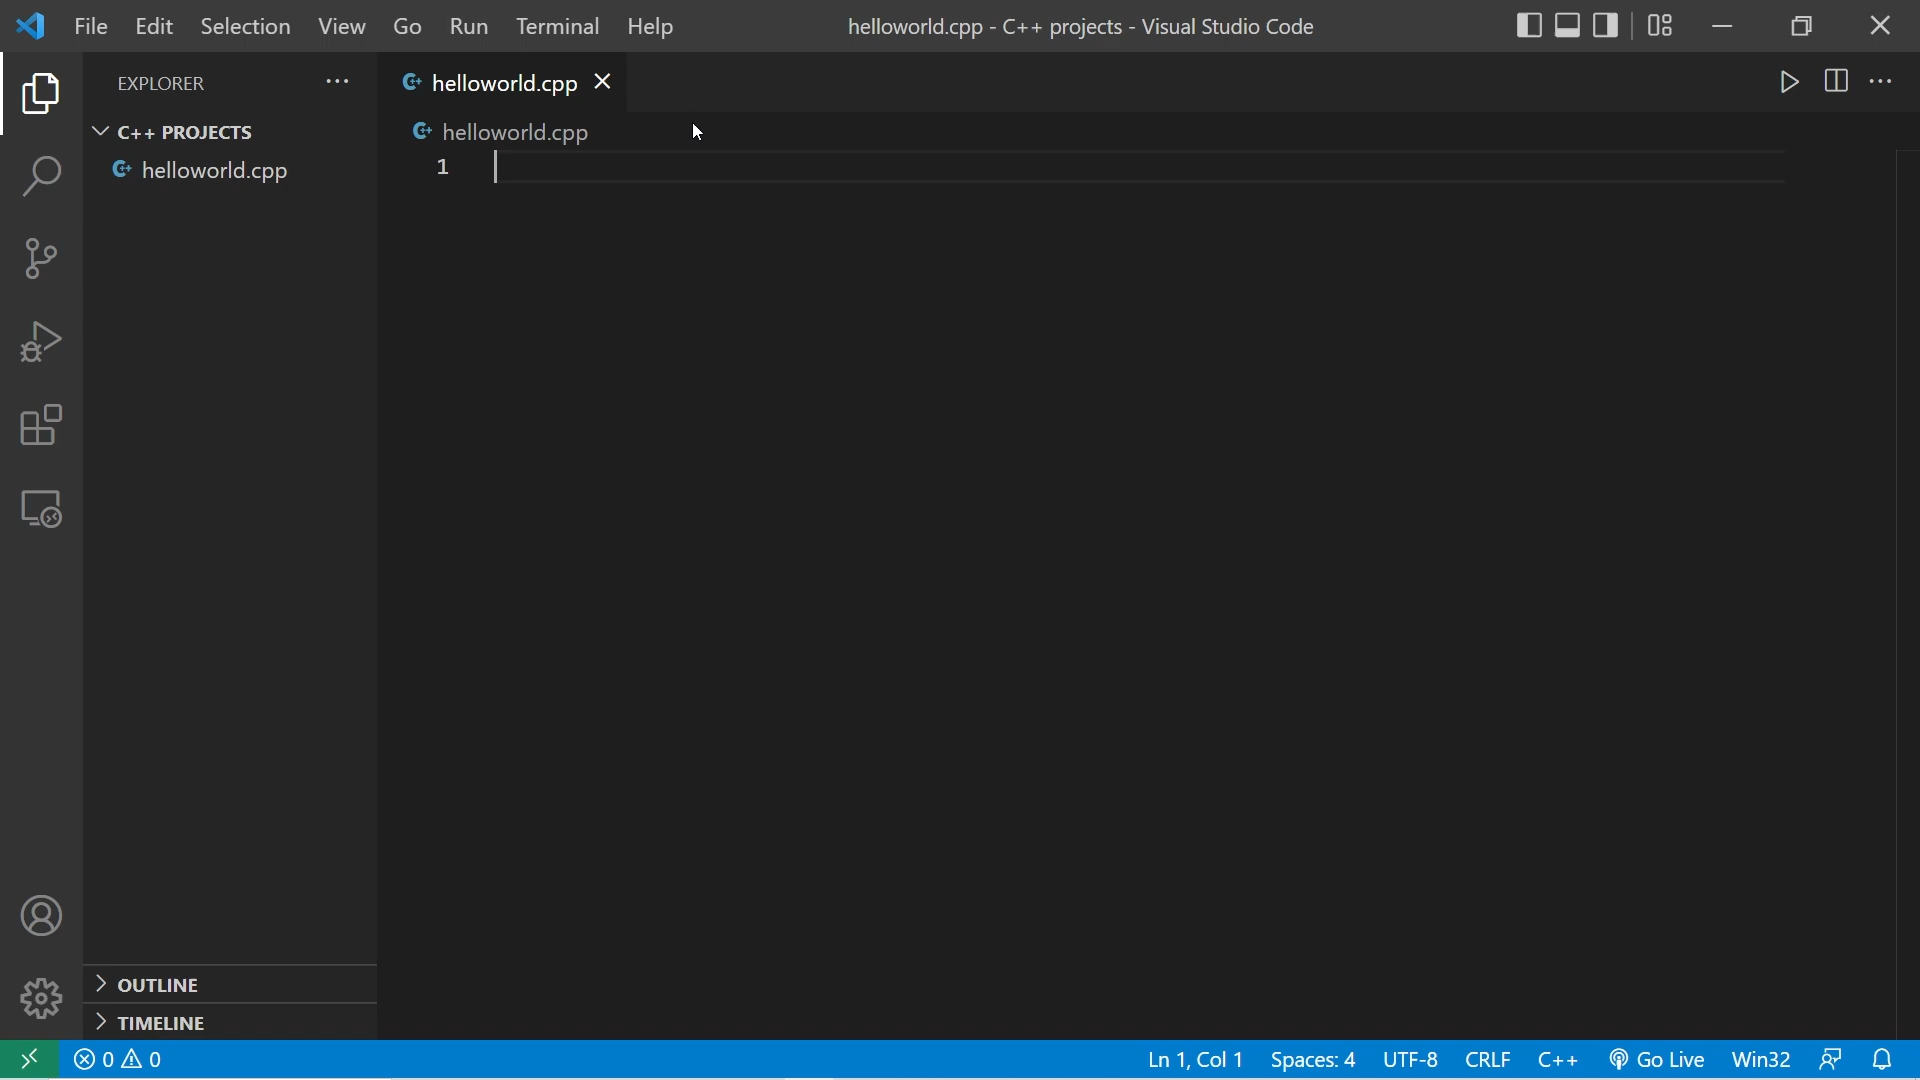 File Edit Selection View Go Run Terminal Help helloworld.cpp - C++ projects - Visual Studio Code
EXPLORER
helloworld.cpp
C++ PROJECTS
helloworld.cpp
helloworld.cpp
1
OUTLINE
TIMELINE
0 0 Ln 1, Col 1 Spaces: 4 UTF-8 CRLF C++ Go Live Win32